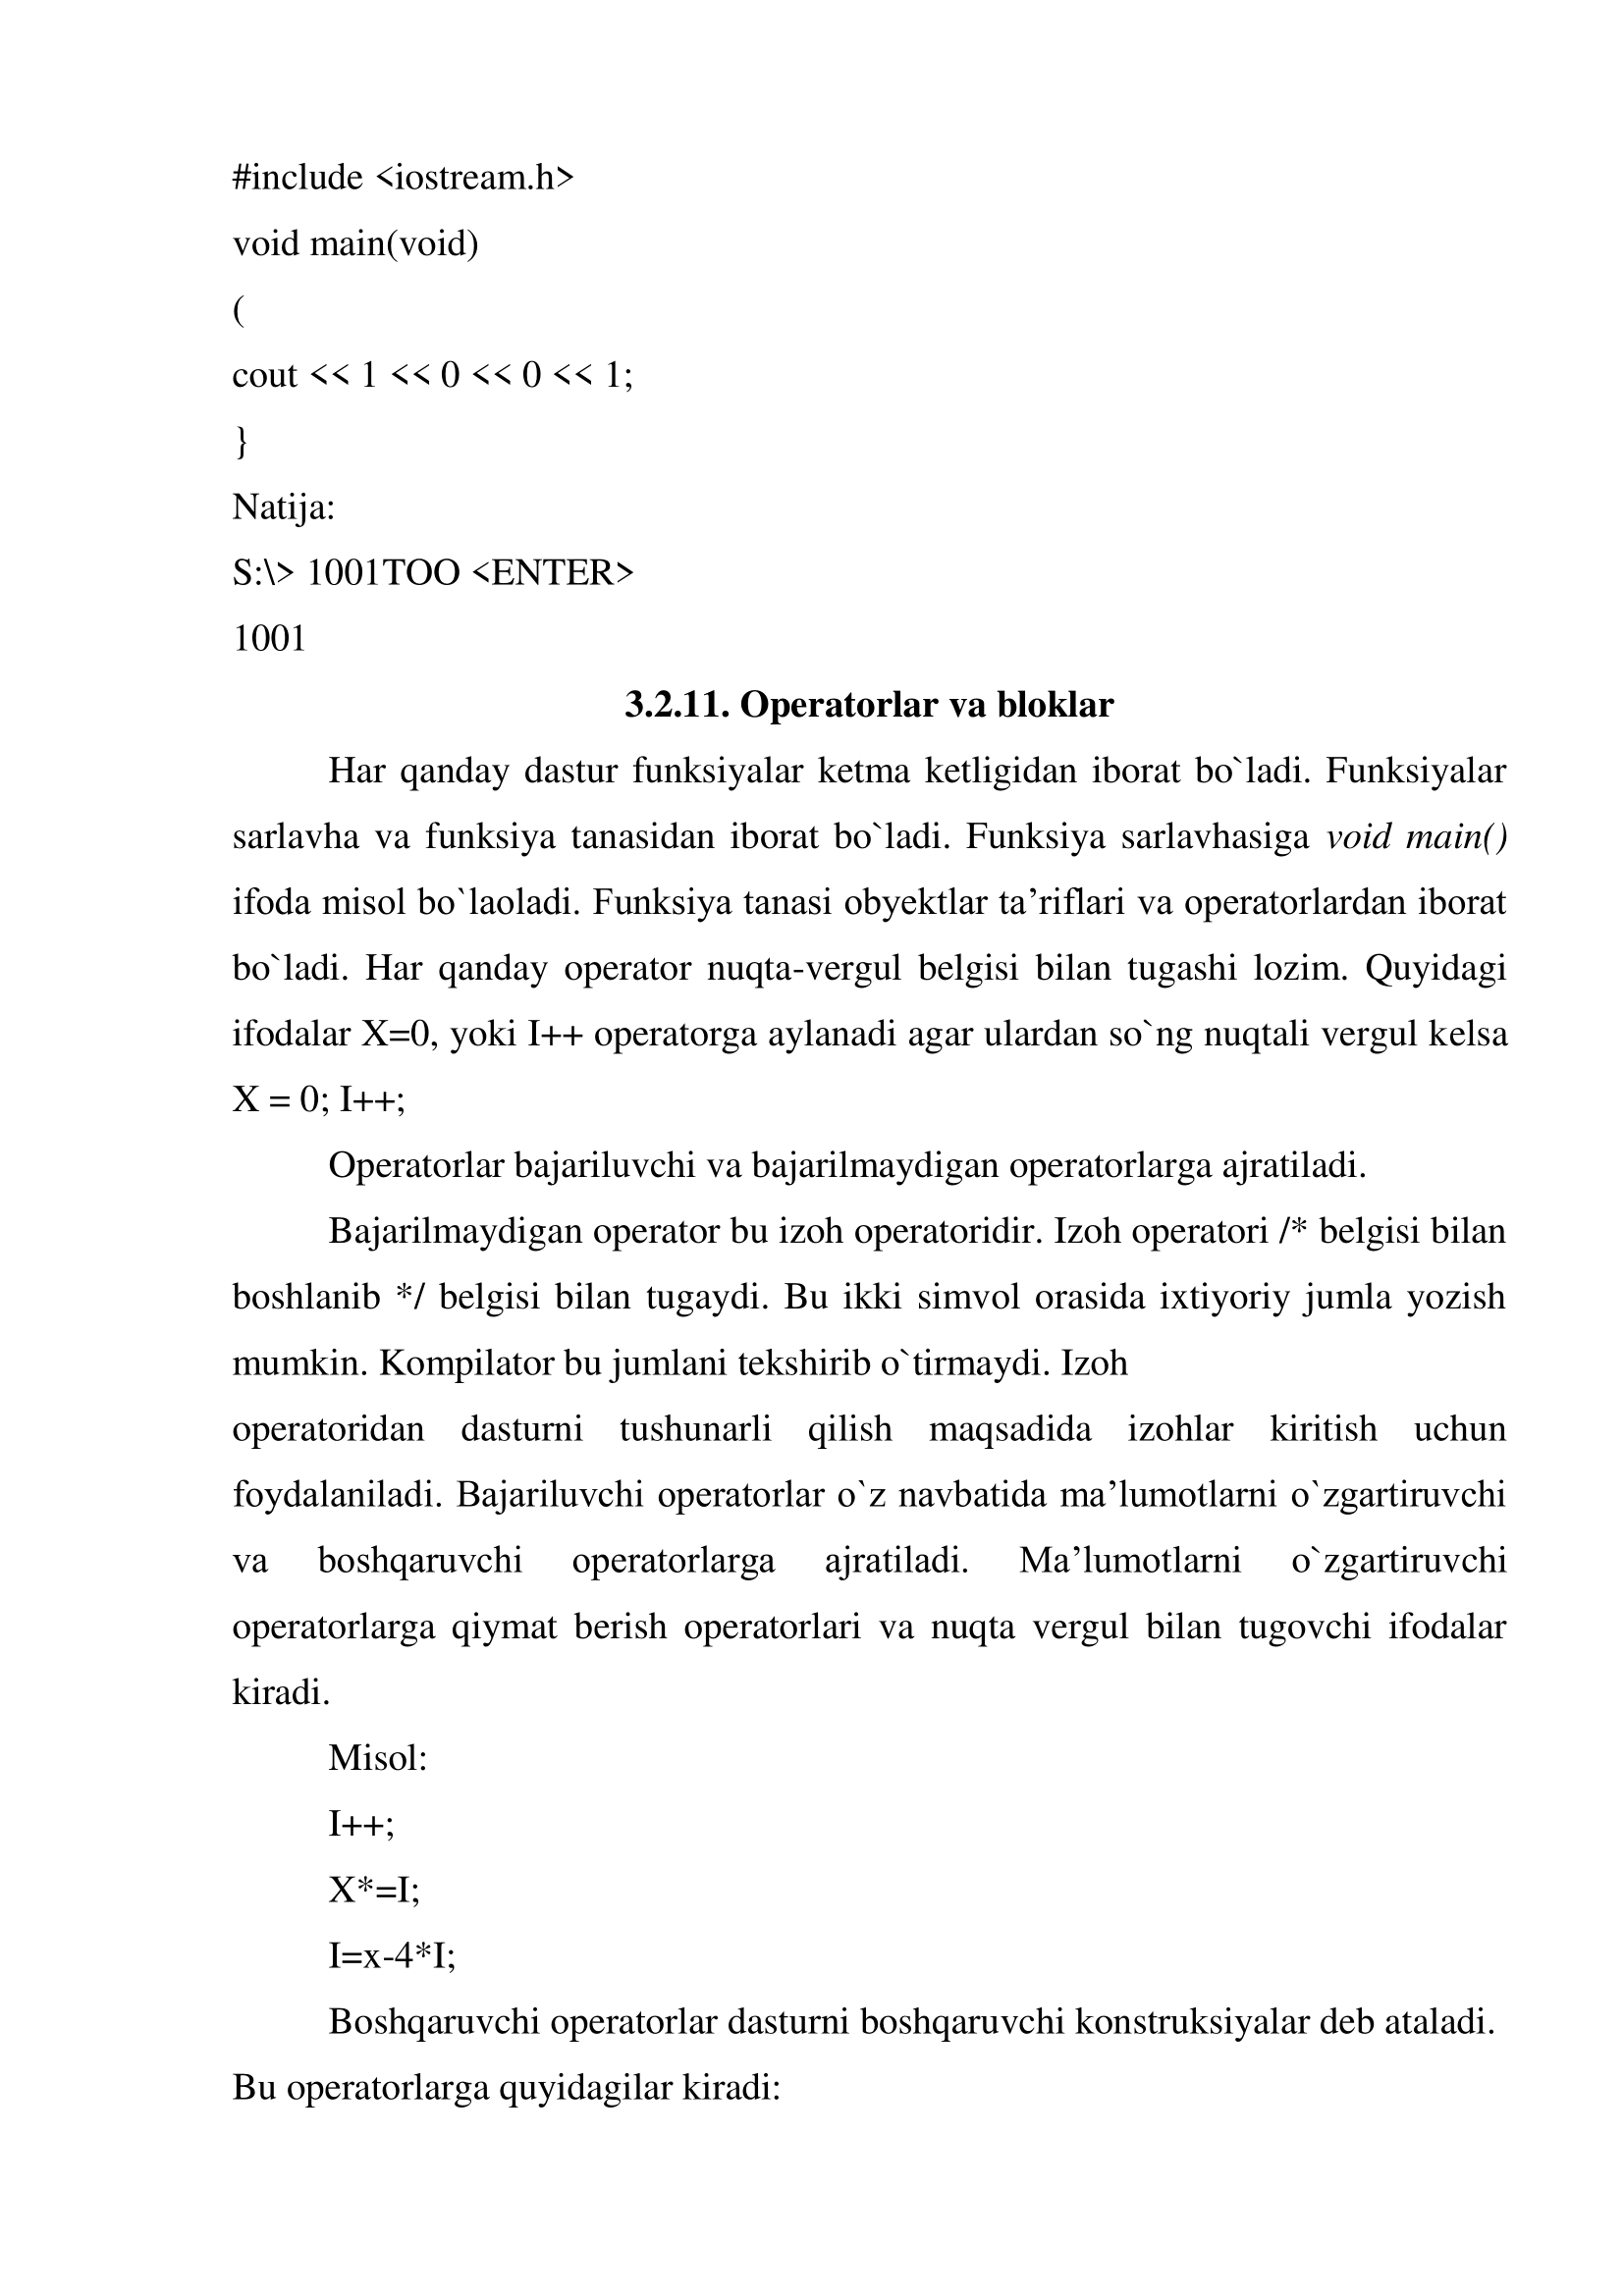 #include <iostream.h>
void main(void)
(
cout << 1 << 0 << 0 << 1;
}
Natija:
S:\> 1001TOO <ENTER>
1001
3.2.11. Operatorlar va bloklar
Har qanday dastur funksiyalar ketma ketligidan iborat bo`ladi. Funksiyalar
sarlavha va funksiya tanasidan iborat bo`ladi. Funksiya sarlavhasiga void main()
ifoda misol bo`laoladi. Funksiya tanasi obyektlar ta’riflari va operatorlardan iborat
bo`ladi. Har qanday operator nuqta-vergul belgisi bilan tugashi lozim. Quyidagi
ifodalar X=0, yoki I++ operatorga aylanadi agar ulardan so`ng nuqtali vergul kelsa
X = 0; I++;
Operatorlar bajariluvchi va bajarilmaydigan operatorlarga ajratiladi.
Bajarilmaydigan operator bu izoh operatoridir. Izoh operatori /* belgisi bilan
boshlanib */ belgisi bilan tugaydi. Bu ikki simvol orasida ixtiyoriy jumla yozish
mumkin. Kompilator bu jumlani tekshirib o`tirmaydi. Izoh
operatoridan dasturni tushunarli qilish maqsadida izohlar kiritish uchun
foydalaniladi. Bajariluvchi operatorlar o`z navbatida ma’lumotlarni o`zgartiruvchi
va boshqaruvchi operatorlarga ajratiladi. Ma’lumotlarni o`zgartiruvchi
operatorlarga qiymat berish operatorlari va nuqta vergul bilan tugovchi ifodalar
kiradi.
Misol:
I++;
X*=I;
I=x-4*I;
Boshqaruvchi operatorlar dasturni boshqaruvchi konstruksiyalar deb ataladi.
Bu operatorlarga quyidagilar kiradi: